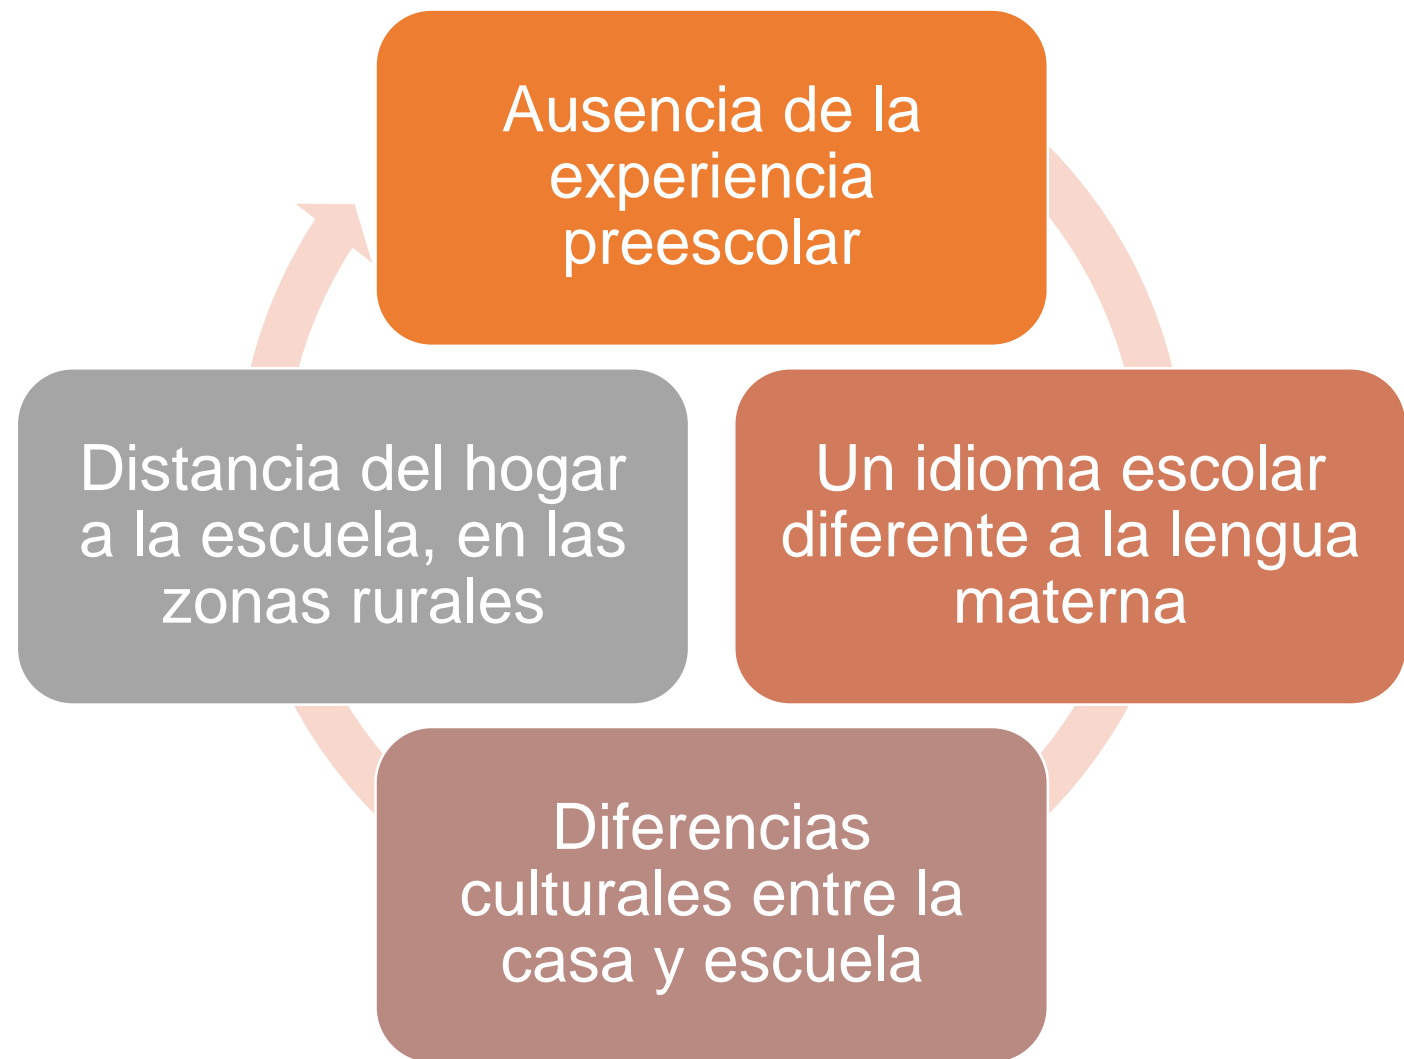 Ausencia de la
experiencia
preescolar
Un idioma escolar
diferente a la lengua
materna
Diferencias
culturales entre la
casa y escuela
Distancia del hogar
a la escuela, en las
zonas rurales